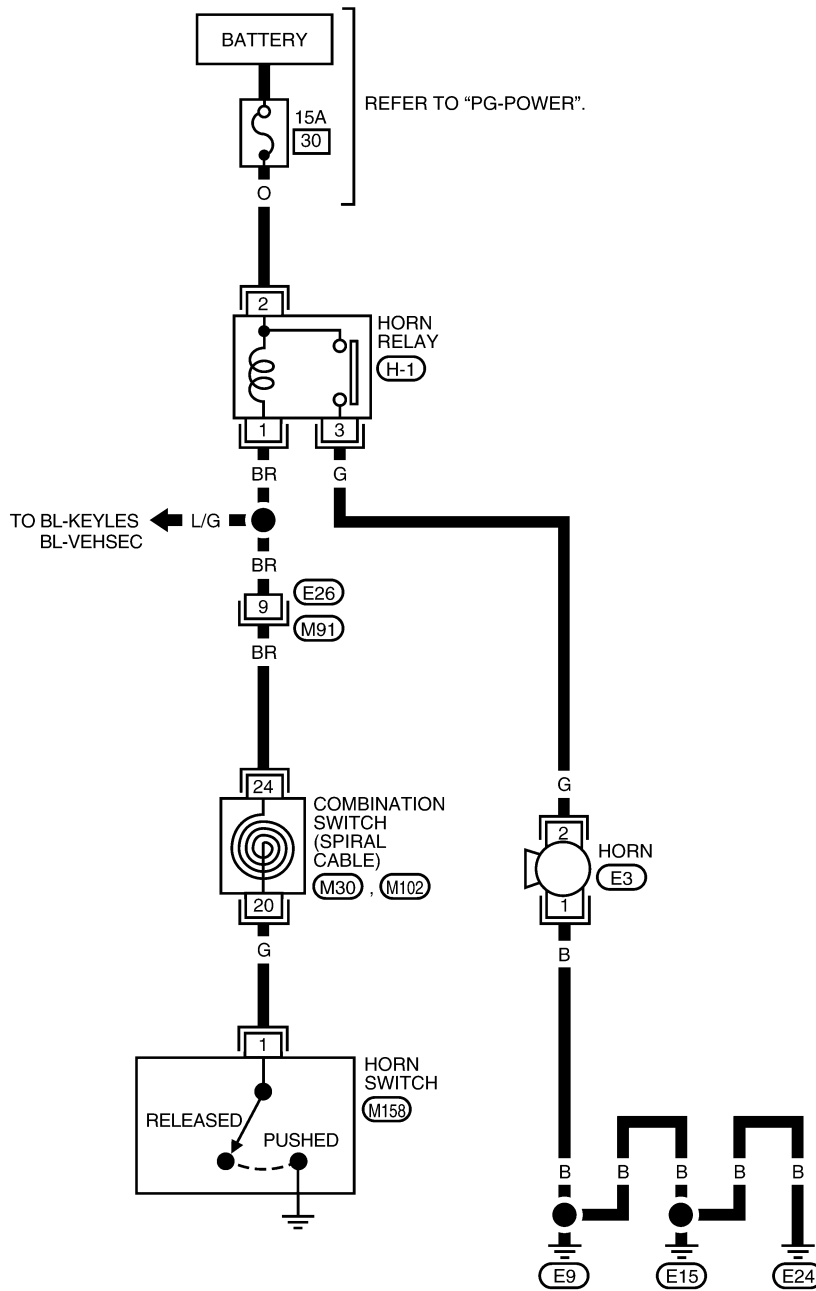 BATTERY
REFER TO “PG-POWER”.
15A
30
O
2
HORN
RELAY
H-1
1
3
BR
G
TO BL-KEYLES
BL-VEHSEC
L/G
BR
E26
9
M91
BR
24
COMBINATION
SWITCH
(SPIRAL
CABLE)
M30 , M102
20
G
G
2
HORN
E3
1
B
1
HORN
SWITCH
M158
RELEASED
PUSHED
B B B B B
E9 E15 E24